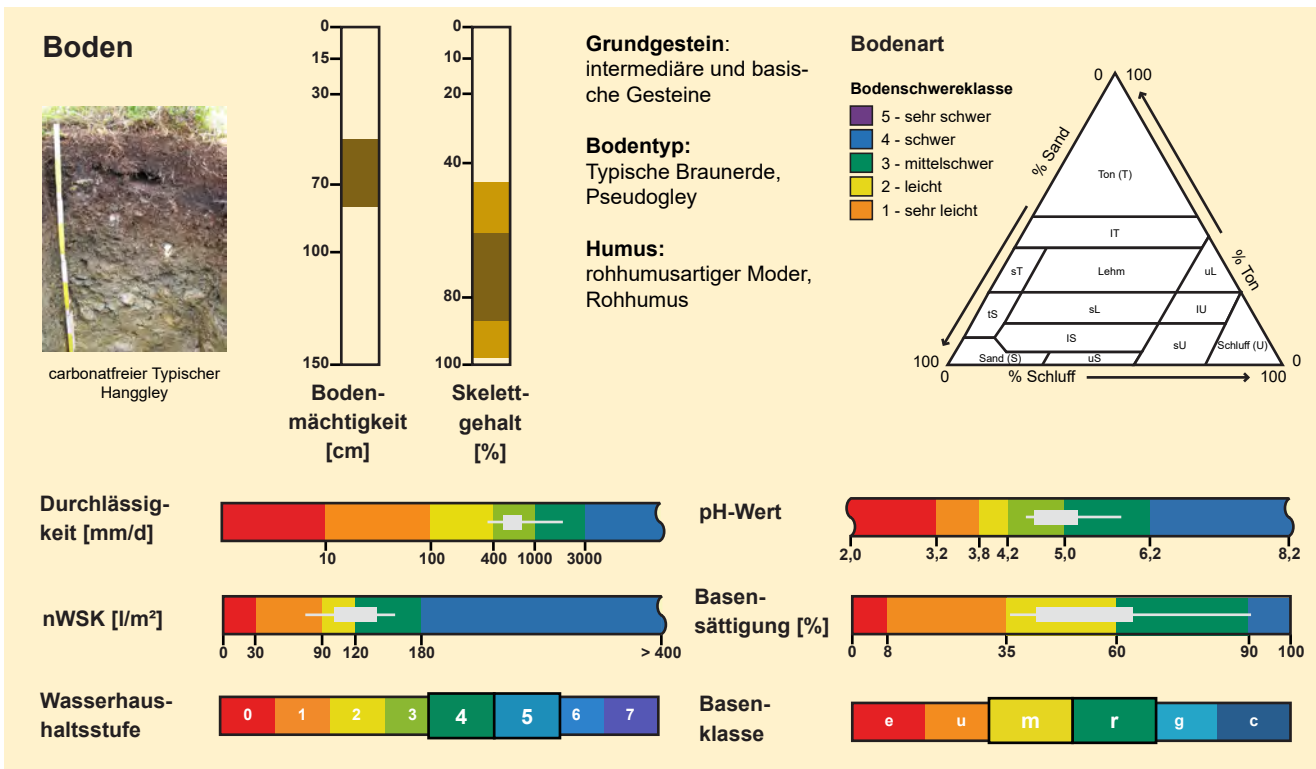 Boden
carbonatfreier Typischer
Hanggley
0
15
30
70
100
150
Boden-
mächtigkeit
[cm]
0
10
20
40
80
100
Skelett-
gehalt
[%]
Grundgestein:
intermediäre und basis-
che Gesteine
Bodentyp:
Typische Braunerde,
Pseudogley
Humus:
rohhumusartiger Moder,
Rohhumus
Bodenart
Bodenschwereklasse
5 - sehr schwer
4 - schwer
3 - mittelschwer
2 - leicht
1 - sehr leicht
0 100
% Sand
% Ton
Ton (T)
lT
sT Lehm uL
tS sL lU
lS
Sand (S) uS sU Schluff (U)
100 0
0 % Schluff 100
Durchlässig-
keit [mm/d]
10 100 400 1000 3000
nWSK [l/m²]
0 30 90 120 180 > 400
Wasserhaus-
haltsstufe
0 1 2 3 4 5 6 7
pH-Wert
2,0 3,2 3,8 4,2 5,0 6,2 8,2
Basen-
sättigung [%]
0 8 35 60 90 100
Basen-
klasse
e u m r g c